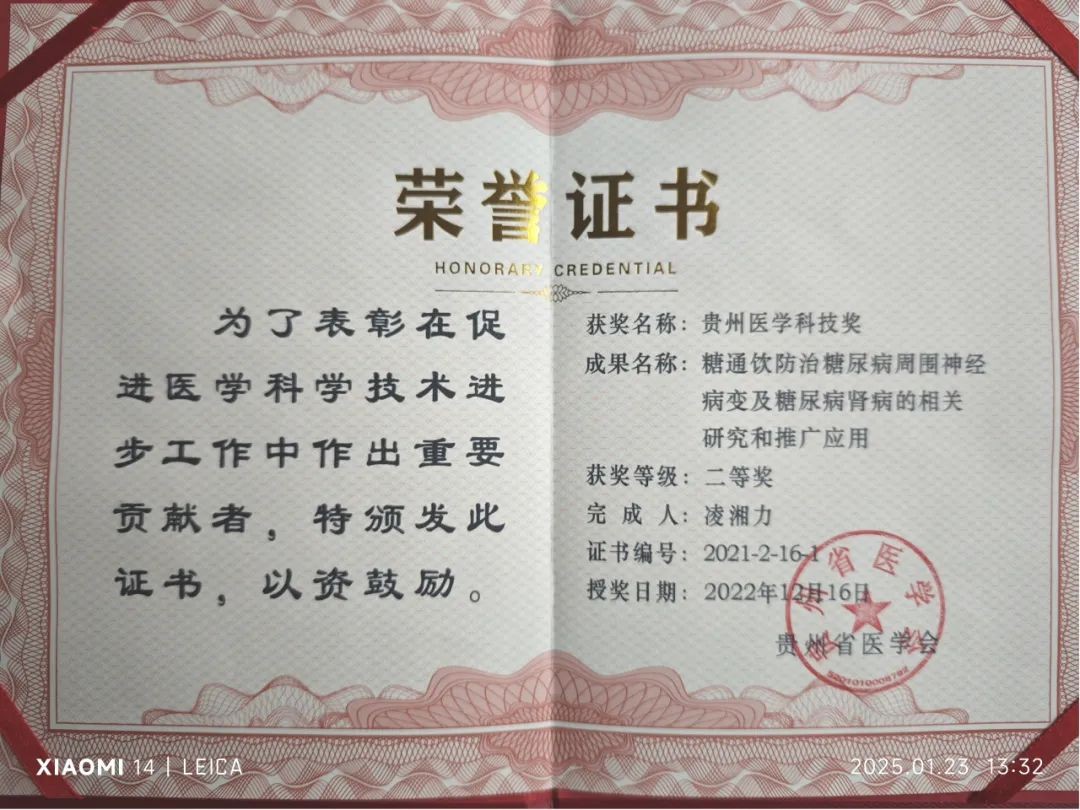 荣誉证书
HONORARY CREDENTIAL
为了表彰在促
进医学科学技术进
步工作中作出重要
贡献者，特颁发此
证书，以资鼓励。
获奖名称：贵州医学科技奖
成果名称：糖通饮防治糖尿病周围神经
病变及糖尿病肾病的相关
研究和推广应用
获奖等级：二等奖
完成人：凌湘力
证书编号：2021-2-16-1
授奖日期：2022年12月16日
贵州省医学会
贵州省医学会
XIAOMI 14 | LEICA
2025.01.23 13:32